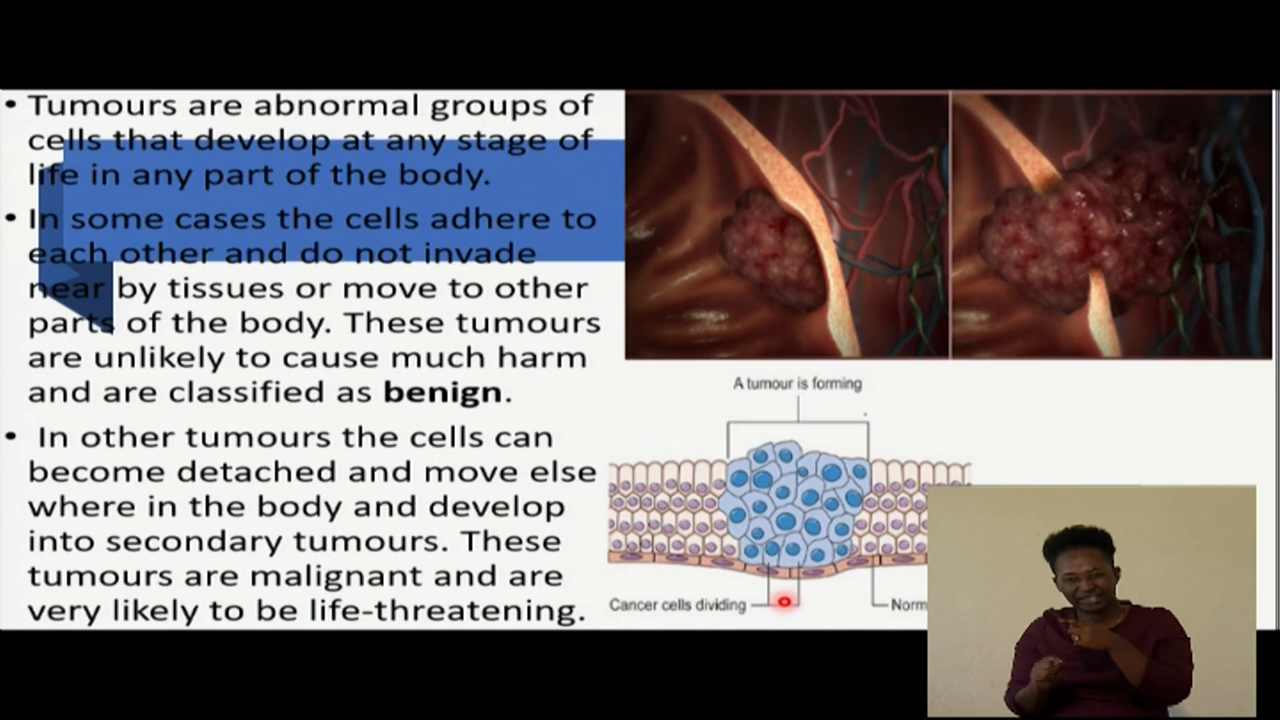 • Tumours are abnormal groups of
cells that develop at any stage of
life in any part of the body.
• In some cases the cells adhere to
each other and do not invade
near by tissues or move to other
parts of the body. These tumours
are unlikely to cause much harm
and are classified as benign.
• In other tumours the cells can
become detached and move else
where in the body and develop
into secondary tumours. These
tumours are malignant and are
very likely to be life-threatening.
A tumour is forming
Cancer cells dividing
Norm